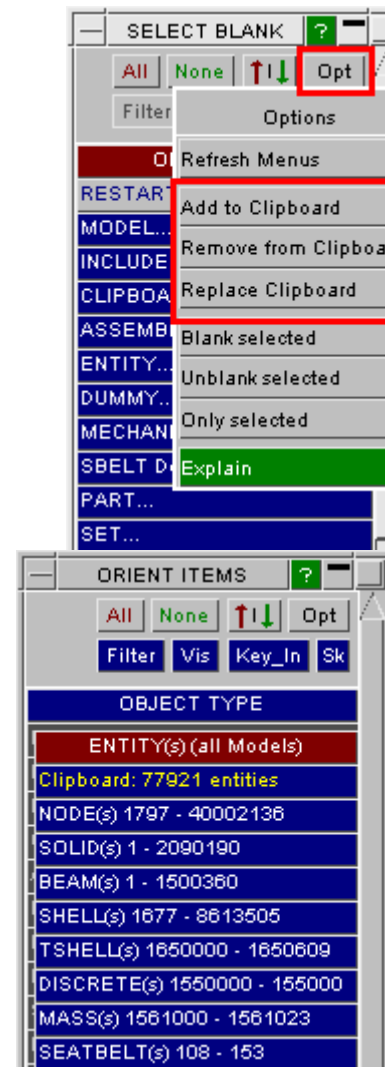 SELECT BLANK ?
All None Opt
Filter Options
Refresh Menus
RESTART
Add to Clipboard
MODEL...
Remove from Clipboa
INCLUDE
CLIPBOA Replace Clipboard
ASSEMB
Blank selected
ENTITY...
Unblank selected
DUMMY..
Only selected
MECHANI
SBELT D Explain
PART...
SET...
ORIENT ITEMS ?
All None Opt
Filter Vis Key_In Sk
OBJECT TYPE
ENTITY(s) (all Models)
Clipboard: 77921 entities
NODE(s) 1797 - 40002136
SOLID(s) 1 - 2090190
BEAM(s) 1 - 1500360
SHELL(s) 1677 - 8613505
TSHELL(s) 1650000 - 1650609
DISCRETE(s) 1550000 - 155000
MASS(s) 1561000 - 1561023
SEATBELT(s) 108 - 153